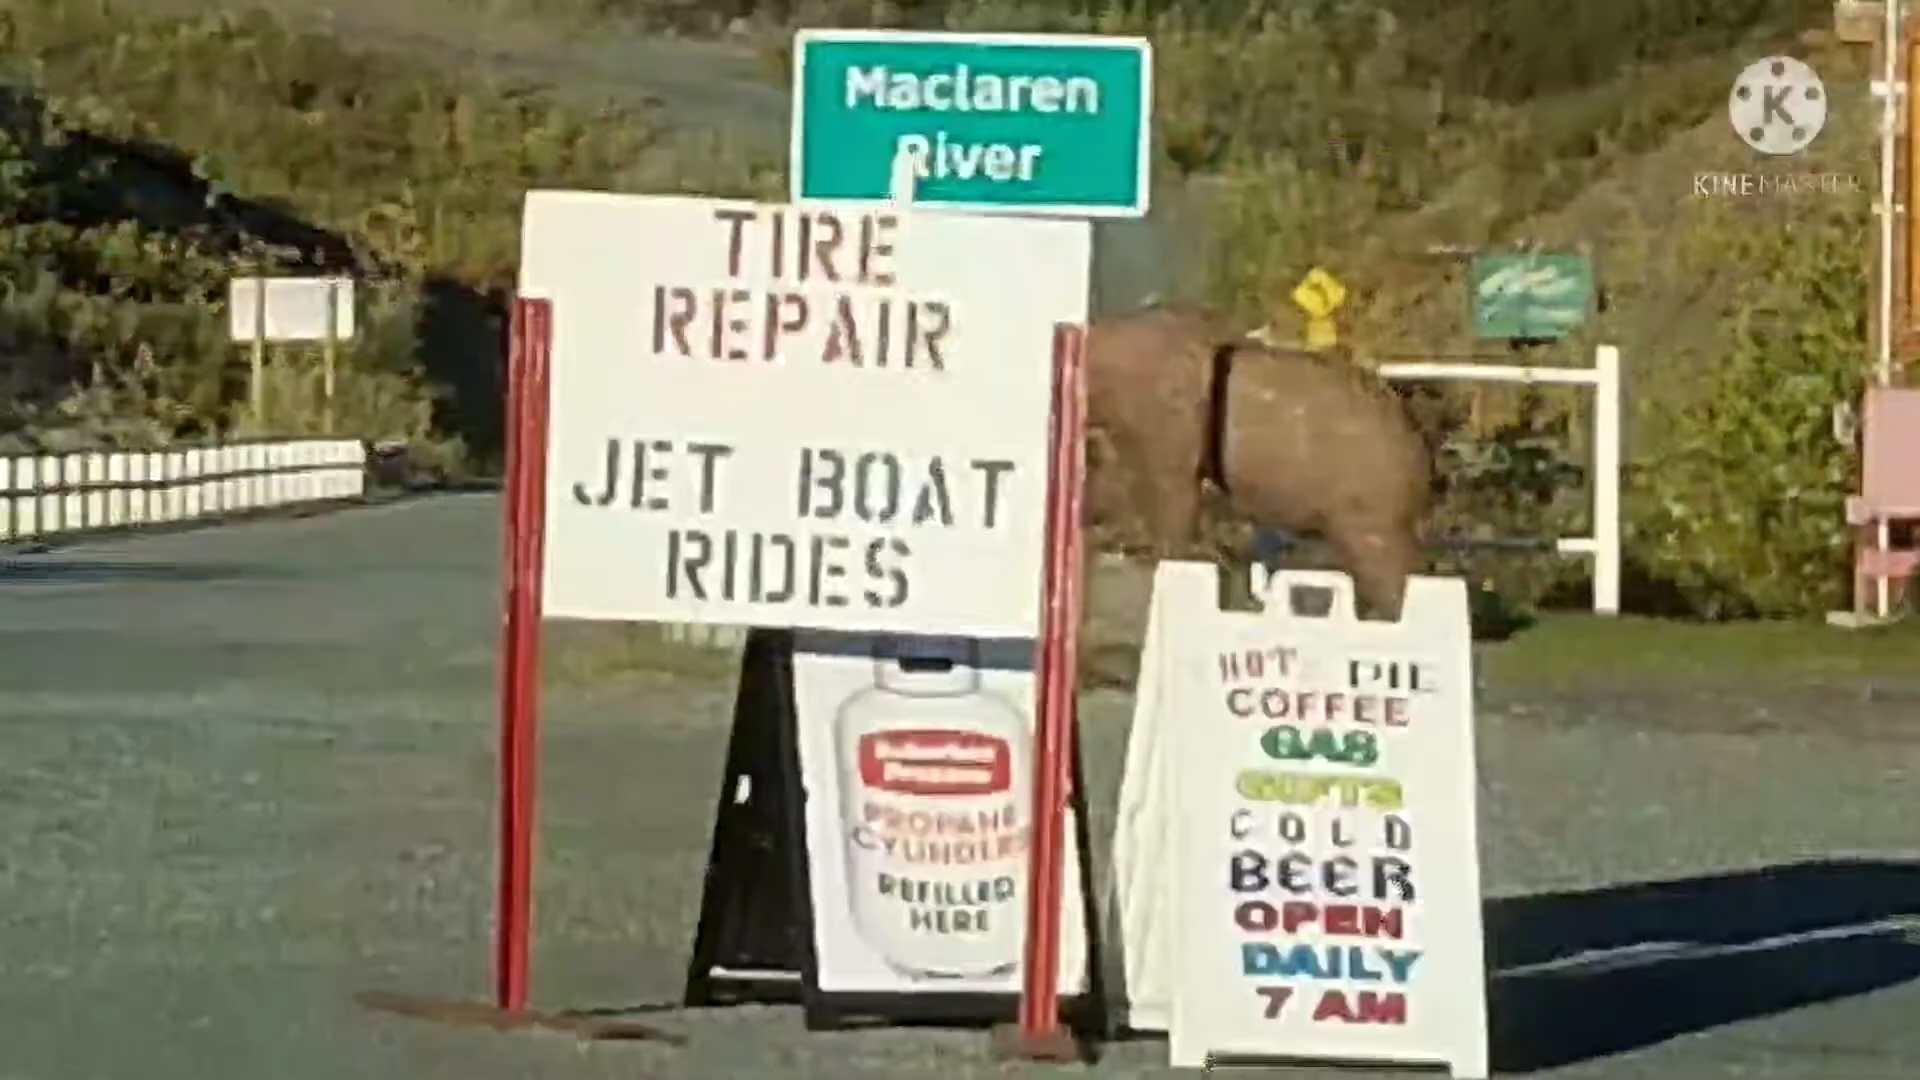 Maclaren
River
TIRE
REPAIR
JET BOAT
RIDES
PROPANE
CYLINDERS
REFILLED
HERE
HOT PIE
COFFEE
GAS
GIFTS
COLD
BEER
OPEN
DAILY
7 AM
K
KINEMASTER